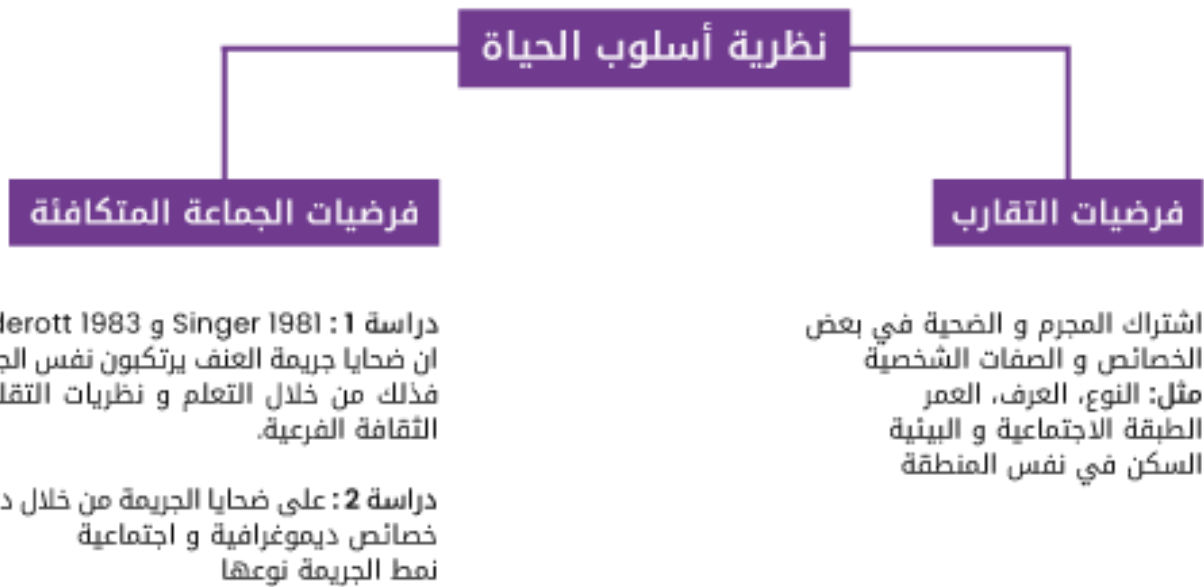 نظرية أسلوب الحياة
فرضيات التقارب
اشتراك المجرم و الضحية في بعض
الخصائص و الصفات الشخصية
مثل: النوع، العرف، العمر
الطبقة الاجتماعية و البيئية
السكن في نفس المنطقة
فرضيات الجماعة المتكافئة
دراسة 1 : Singer 1981 و 1983
ان ضحايا جريمة العنف يرتكبون نفس
فذلك من خلال التعلم و نظريات
الثقافة الفرعية.
دراسة 2 : على ضحايا الجريمة من خلال
خصائص ديموغرافية و اجتماعية
نمط الجريمة نوعها